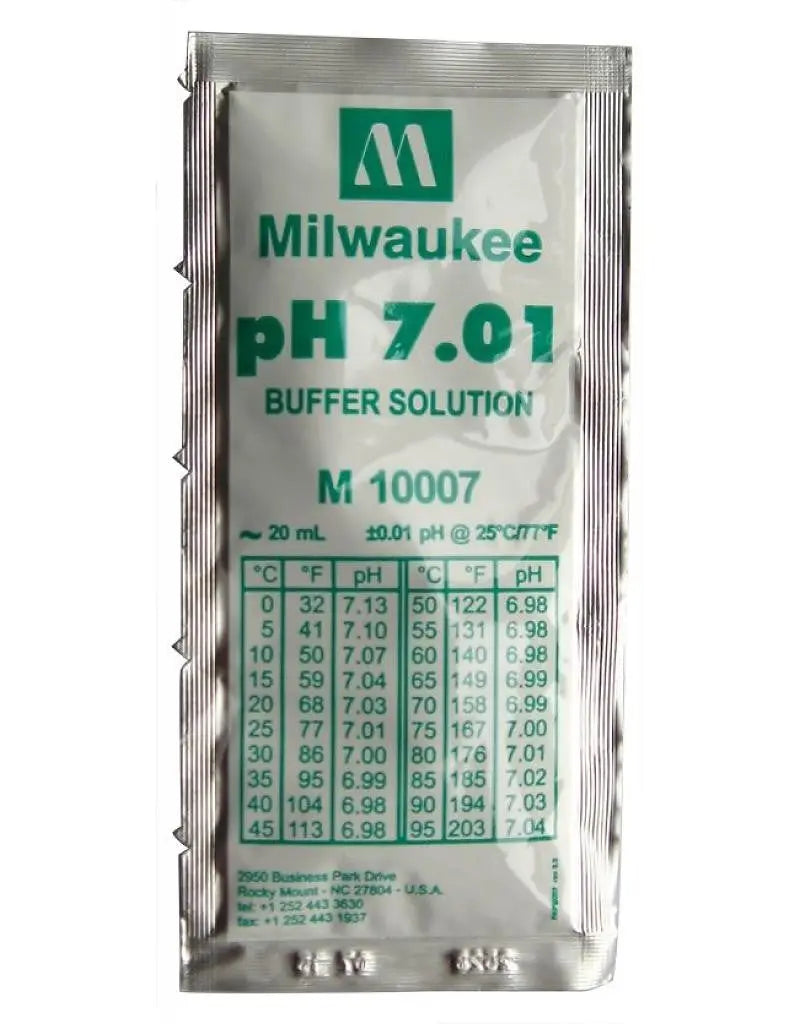 M
Milwaukee
pH 7.01
BUFFER SOLUTION
M 10007
~ 20 mL ±0.01 pH @ 25°C/77°F
°C °F pH °C °F pH
0 32 7.13 50 122 6.98
5 41 7.10 55 131 6.98
10 50 7.07 60 140 6.98
15 59 7.04 65 149 6.99
20 68 7.03 70 158 6.99
25 77 7.01 75 167 7.00
30 86 7.00 80 176 7.01
35 95 6.99 85 185 7.02
40 104 6.98 90 194 7.03
45 113 6.98 95 203 7.04
2950 Business Park Drive
Rocky Mount - NC 27804 - U.S.A.
tel: +1 252 443 3630
fax: +1 252 443 1937